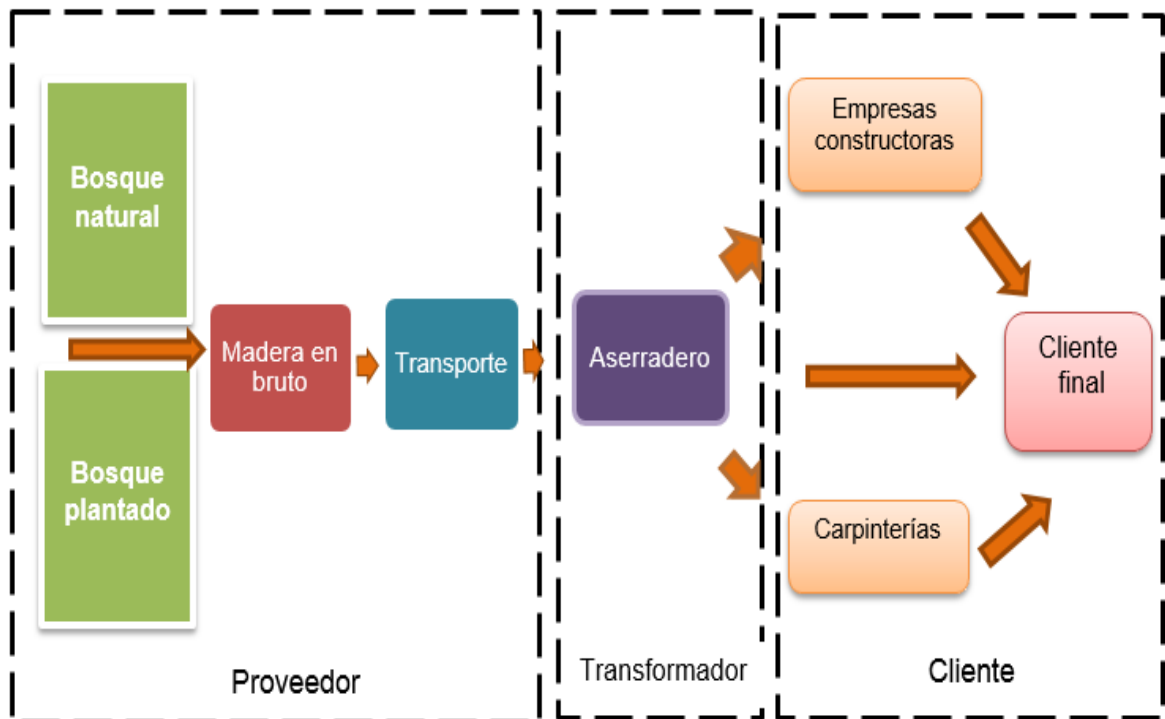 Bosque
natural
Bosque
plantado
Madera en
bruto
Transporte
Proveedor
Aserradero
Transformador
Empresas
constructoras
Cliente
final
Carpinterías
Cliente